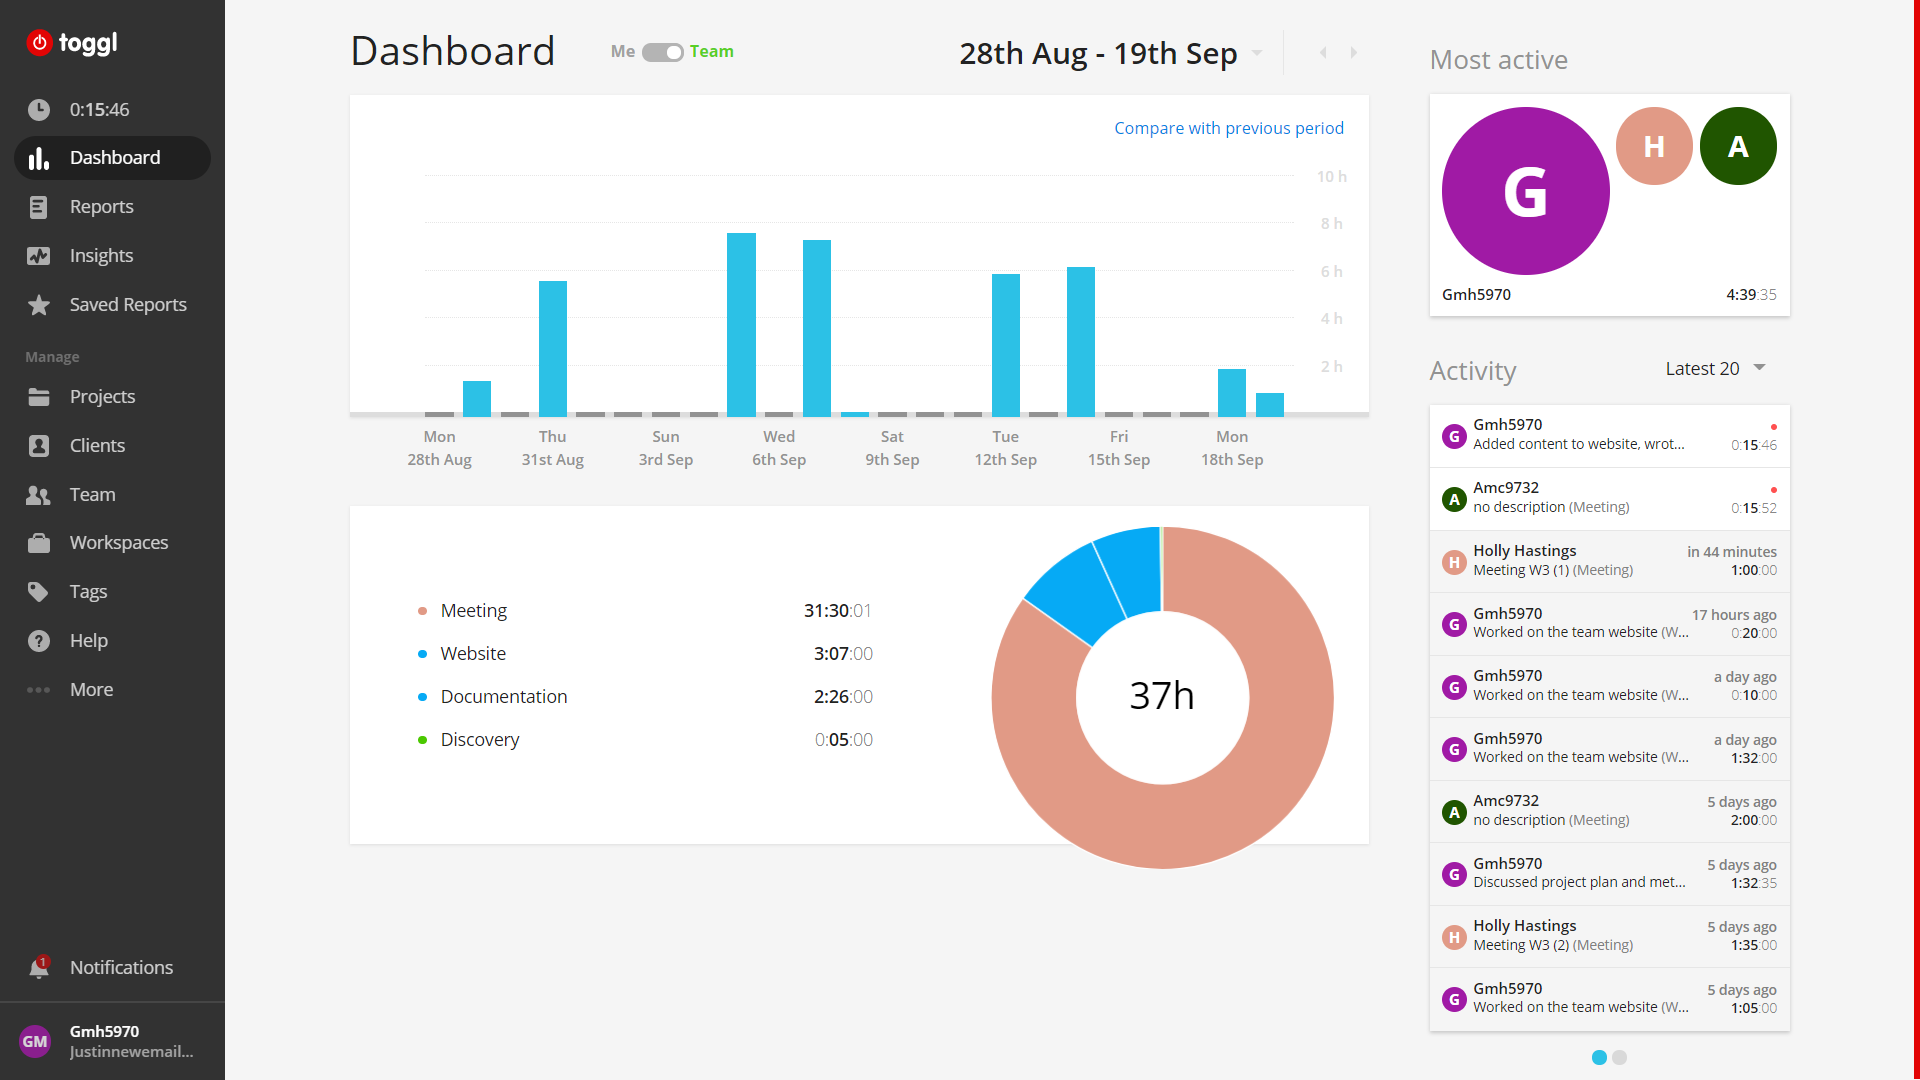 toggl
0:15:46
Dashboard
Reports
Insights
Saved Reports
Manage
Projects
Clients
Team
Workspaces
Tags
Help
More
1
Notifications
GM
Gmh5970
Justinnewemail...
Dashboard
Me
Team
28th Aug - 19th Sep
Compare with previous period
10 h
8 h
6 h
4 h
2 h
Mon Thu Sun Wed Sat Tue Fri Mon
28th Aug 31st Aug 3rd Sep 6th Sep 9th Sep 12th Sep 15th Sep 18th Sep
Meeting 31:30:01
Website 3:07:00
Documentation 2:26:00
Discovery 0:05:00
37h
Most active
G H A
Gmh5970 4:39:35
Activity
Latest 20
G
Gmh5970
Added content to website, wrot... 0:15:46
A
Amc9732
no description (Meeting) 0:15:52
H
Holly Hastings in 44 minutes
Meeting W3 (1) (Meeting) 1:00:00
G
Gmh5970 17 hours ago
Worked on the team website (W... 0:20:00
G
Gmh5970 a day ago
Worked on the team website (W... 0:10:00
G
Gmh5970 a day ago
Worked on the team website (W... 1:32:00
A
Amc9732 5 days ago
no description (Meeting) 2:00:00
G
Gmh5970 5 days ago
Discussed project plan and met... 1:32:35
H
Holly Hastings 5 days ago
Meeting W3 (2) (Meeting) 1:35:00
G
Gmh5970 5 days ago
Worked on the team website (W... 1:05:00